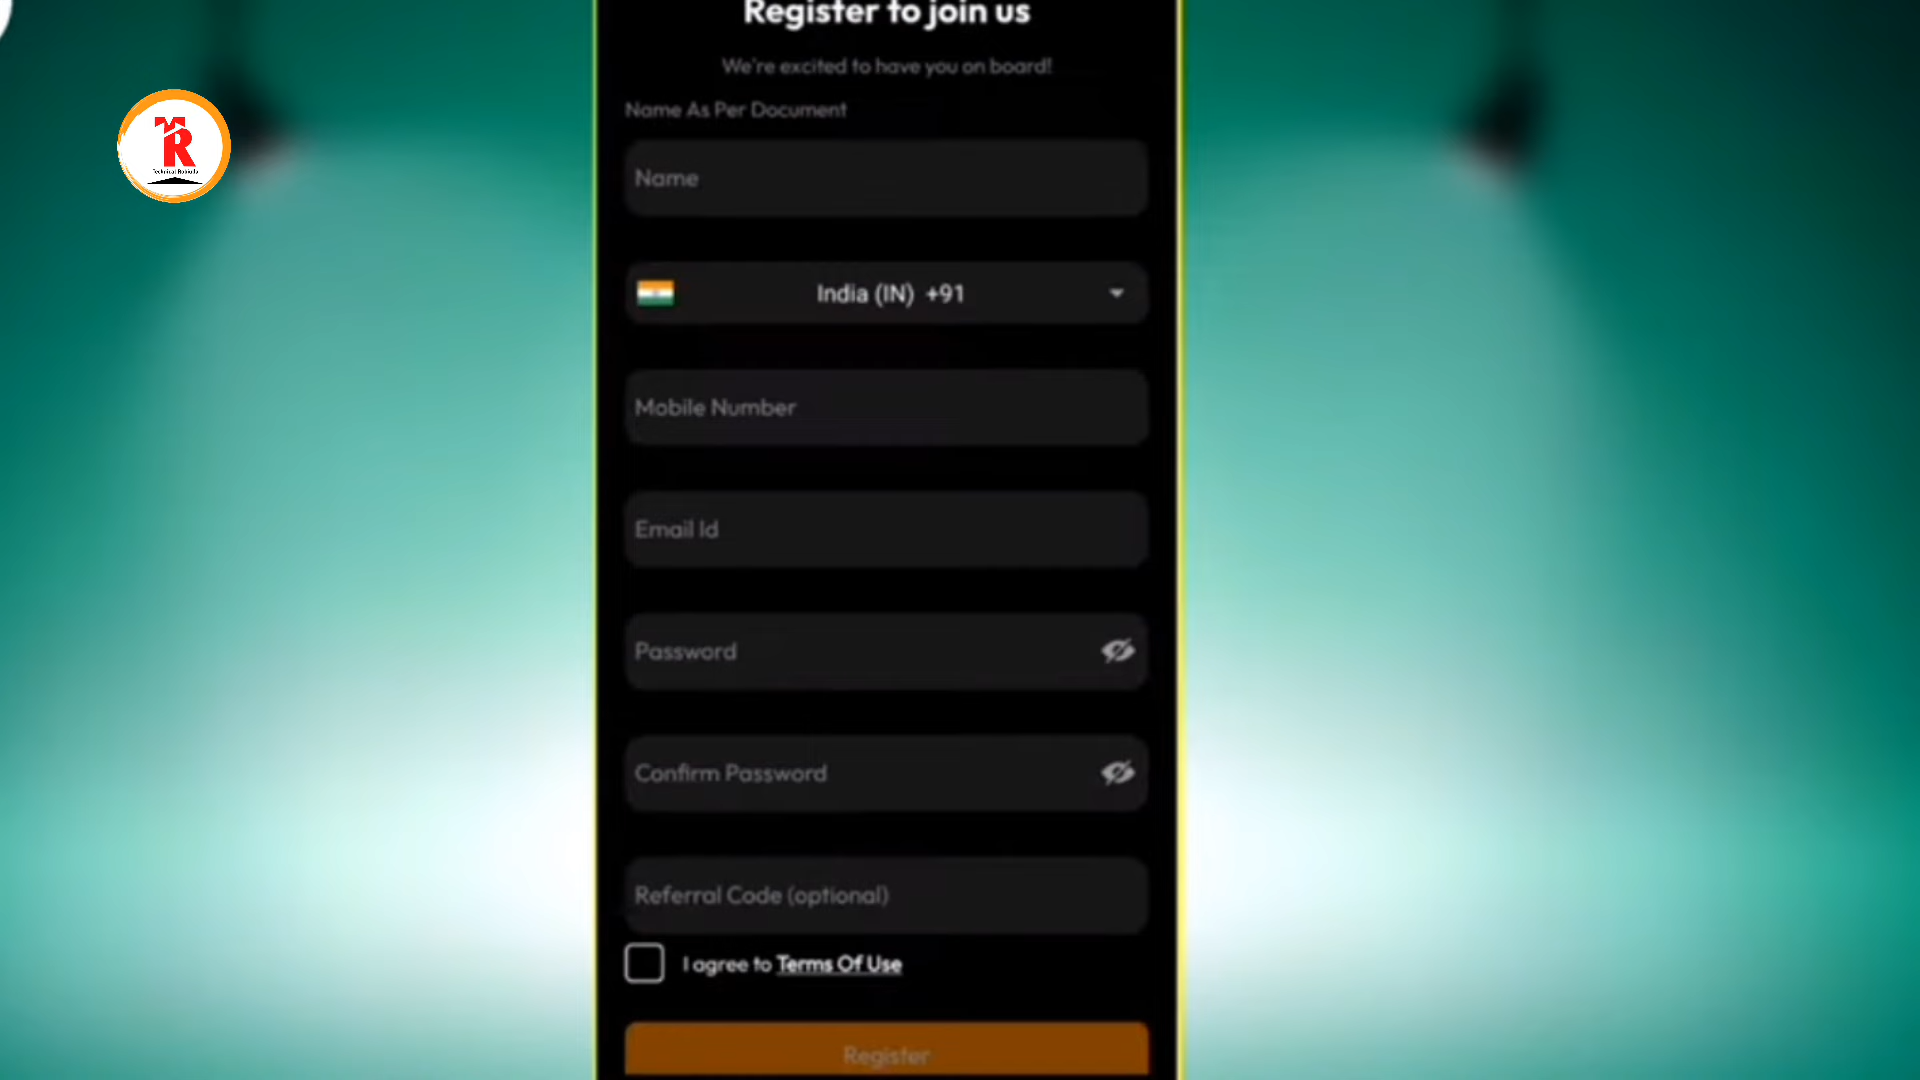 Register to join us
We're excited to have you on board!
Name As Per Document
Name
India (IN) +91
Mobile Number
Email Id
Password
Confirm Password
Referral Code (optional)
I agree to Terms Of Use
Register